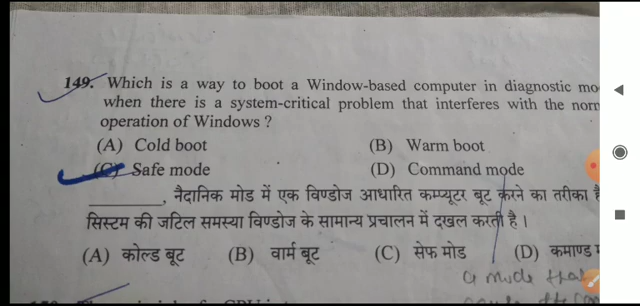 149. Which is a way to boot a Window-based computer in diagnostic mo
when there is a system-critical problem that interferes with the norm
operation of Windows ?
(A) Cold boot (B) Warm boot
(C) Safe mode (D) Command mode
________, नैदानिक मोड में एक विण्डोज आधारित कम्प्यूटर बूट करने का तरीका है
सिस्टम की जटिल समस्या विण्डोज के सामान्य प्रचालन में दखल करती है ।
(A) कोल्ड बूट (B) वार्म बूट (C) सेफ मोड (D) कमाण्ड म
a mode that